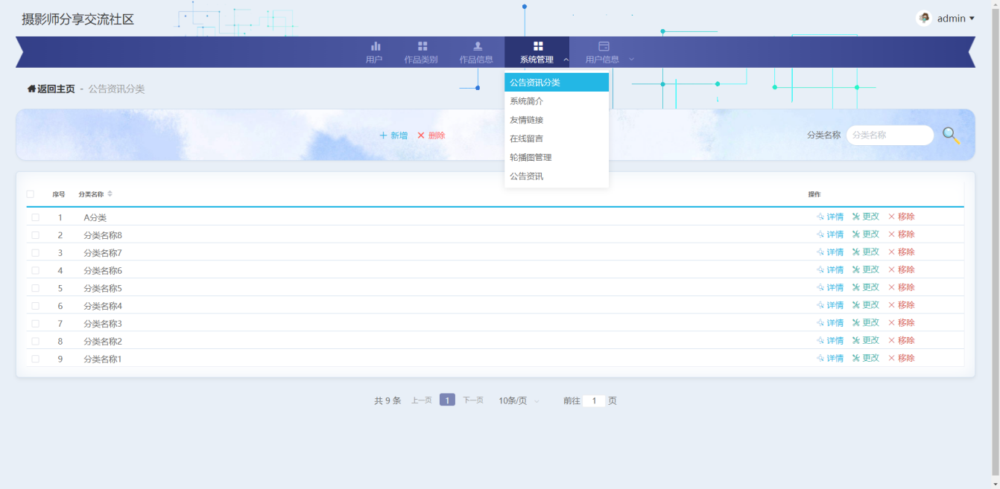 摄影师分享交流社区
admin
用户 作品类别 作品信息 系统管理 用户信息
公告资讯分类
系统简介
友情链接
在线留言
轮播图管理
公告资讯
返回主页 - 公告资讯分类
新增 删除
分类名称 分类名称
序号 分类名称 操作
1 A分类 详情 更改 移除
2 分类名称8 详情 更改 移除
3 分类名称7 详情 更改 移除
4 分类名称6 详情 更改 移除
5 分类名称5 详情 更改 移除
6 分类名称4 详情 更改 移除
7 分类名称3 详情 更改 移除
8 分类名称2 详情 更改 移除
9 分类名称1 详情 更改 移除
共 9 条 上一页 1 下一页 10条/页 前往 1 页